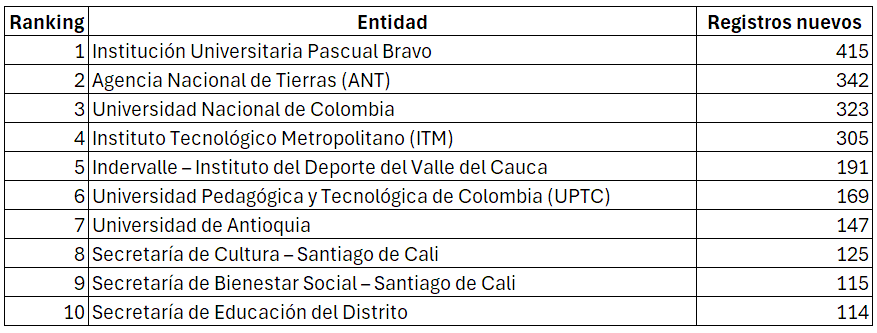 Ranking Entidad Registros nuevos
1 Institución Universitaria Pascual Bravo 415
2 Agencia Nacional de Tierras (ANT) 342
3 Universidad Nacional de Colombia 323
4 Instituto Tecnológico Metropolitano (ITM) 305
5 Indervalle – Instituto del Deporte del Valle del Cauca 191
6 Universidad Pedagógica y Tecnológica de Colombia (UPTC) 169
7 Universidad de Antioquia 147
8 Secretaría de Cultura – Santiago de Cali 125
9 Secretaría de Bienestar Social – Santiago de Cali 115
10 Secretaría de Educación del Distrito 114